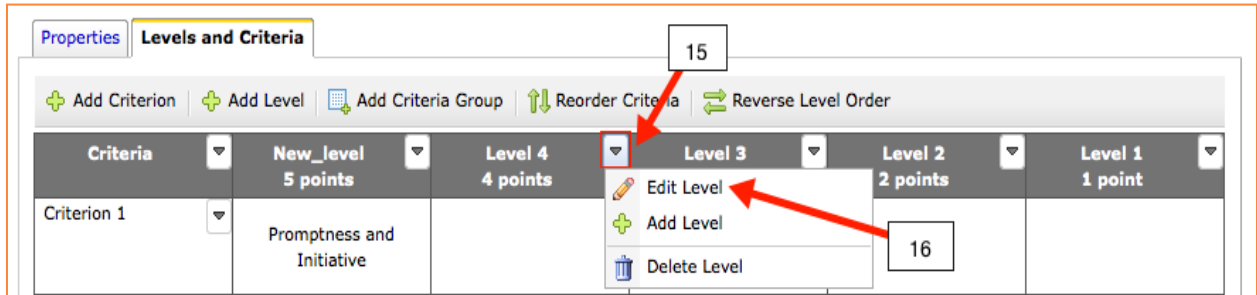 Properties Levels and Criteria
15
Add Criterion Add Level Add Criteria Group Reorder Criteria Reverse Level Order
Criteria New_level Level 4 Level 3 Level 2 Level 1
5 points 4 points 2 points 1 point
Edit Level
Criterion 1 Add Level
Promptness and
Initiative
16
Delete Level